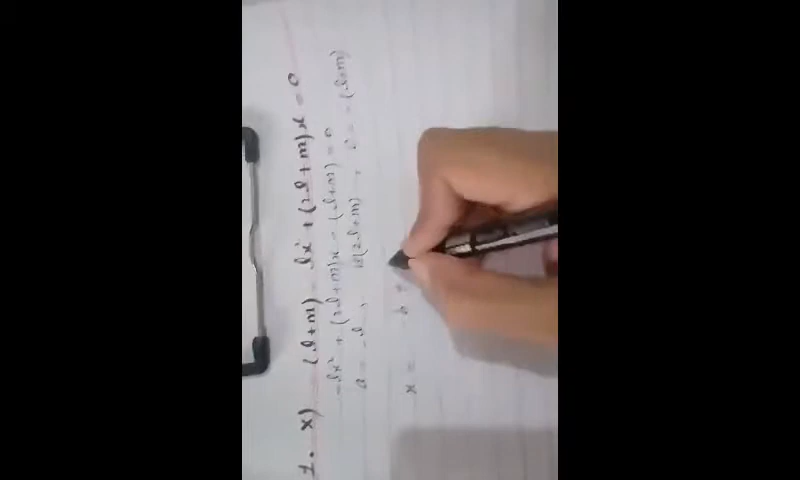 1. x) -(l+m) - lx² + (2l+m)x = 0
-lx² + (2l+m)x - (l+m) = 0
a = -l, b(2l+m), c = -(l+m)
x = -b +